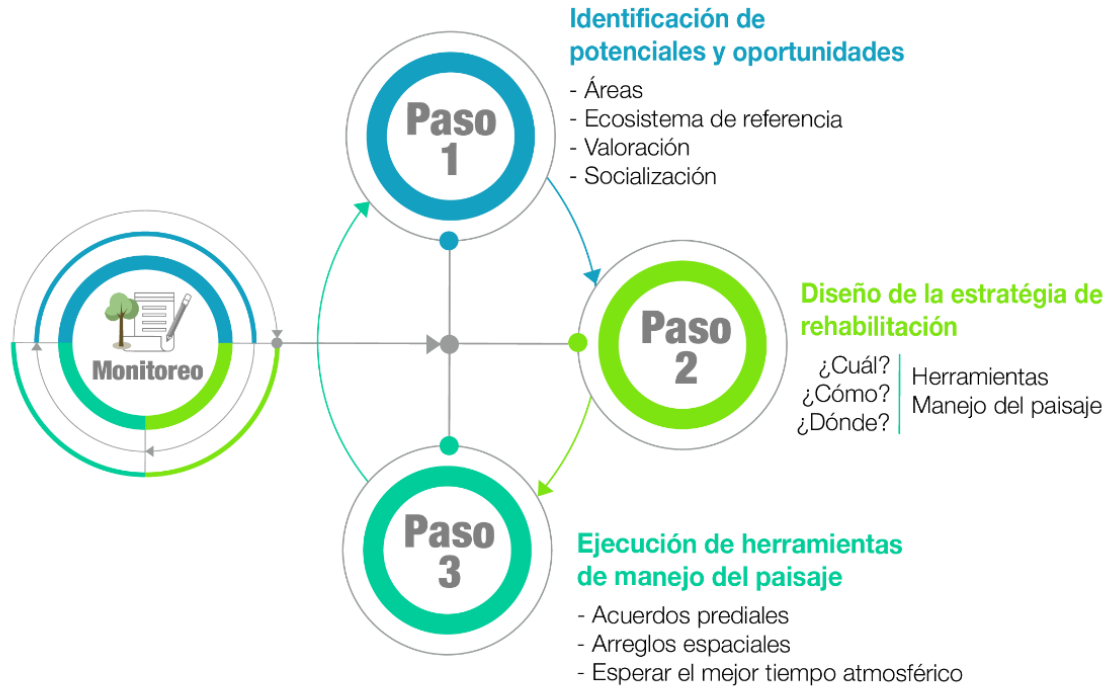 Identificación de
potenciales y oportunidades
- Áreas
- Ecosistema de referencia
- Valoración
- Socialización
Paso
1
Monitoreo
Paso
2
Diseño de la estratégia de
rehabilitación
¿Cuál?
¿Cómo?
¿Dónde?
Herramientas
Manejo del paisaje
Paso
3
Ejecución de herramientas
de manejo del paisaje
- Acuerdos prediales
- Arreglos espaciales
- Esperar el mejor tiempo atmosférico